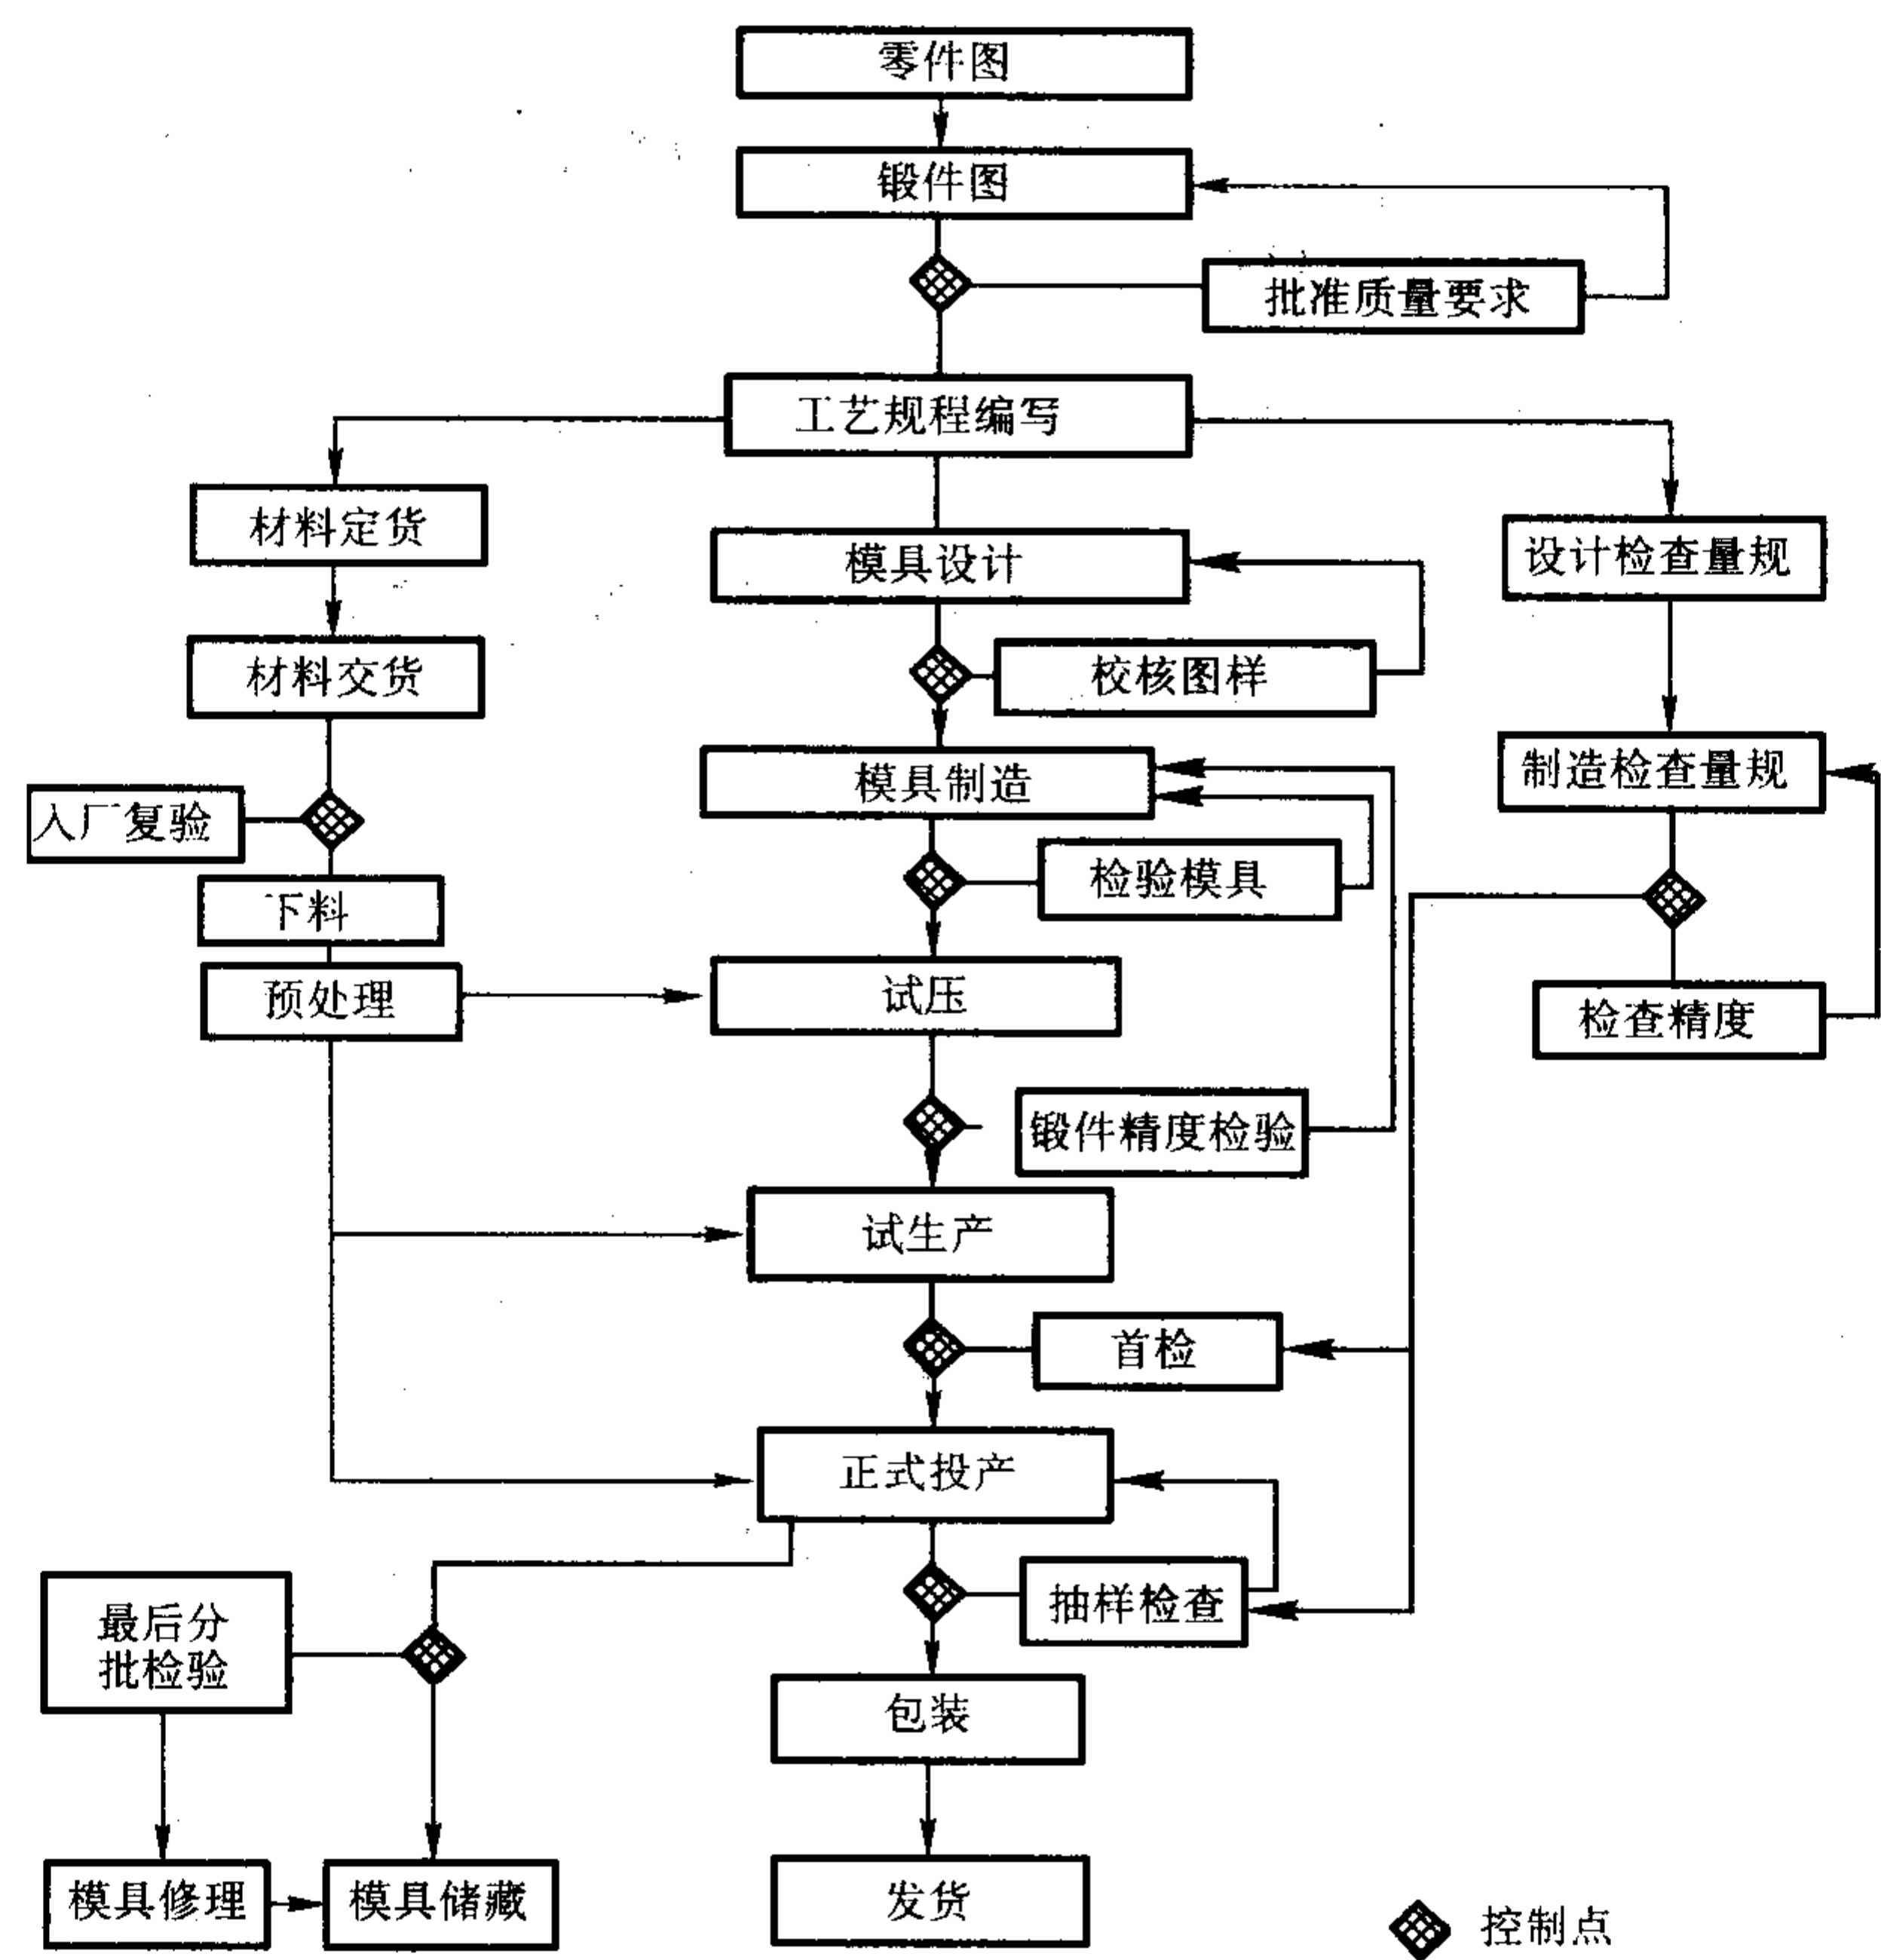 零件图
锻件图
批准质量要求
工艺规程编写
材料定货
模具设计
设计检查量规
材料交货
校核图样
模具制造
制造检查量规
入厂复验
检验模具
下料
预处理
试压
检查精度
锻件精度检验
试生产
首检
正式投产
抽样检查
最后分
批检验
包装
模具修理
模具储藏
发货
控制点